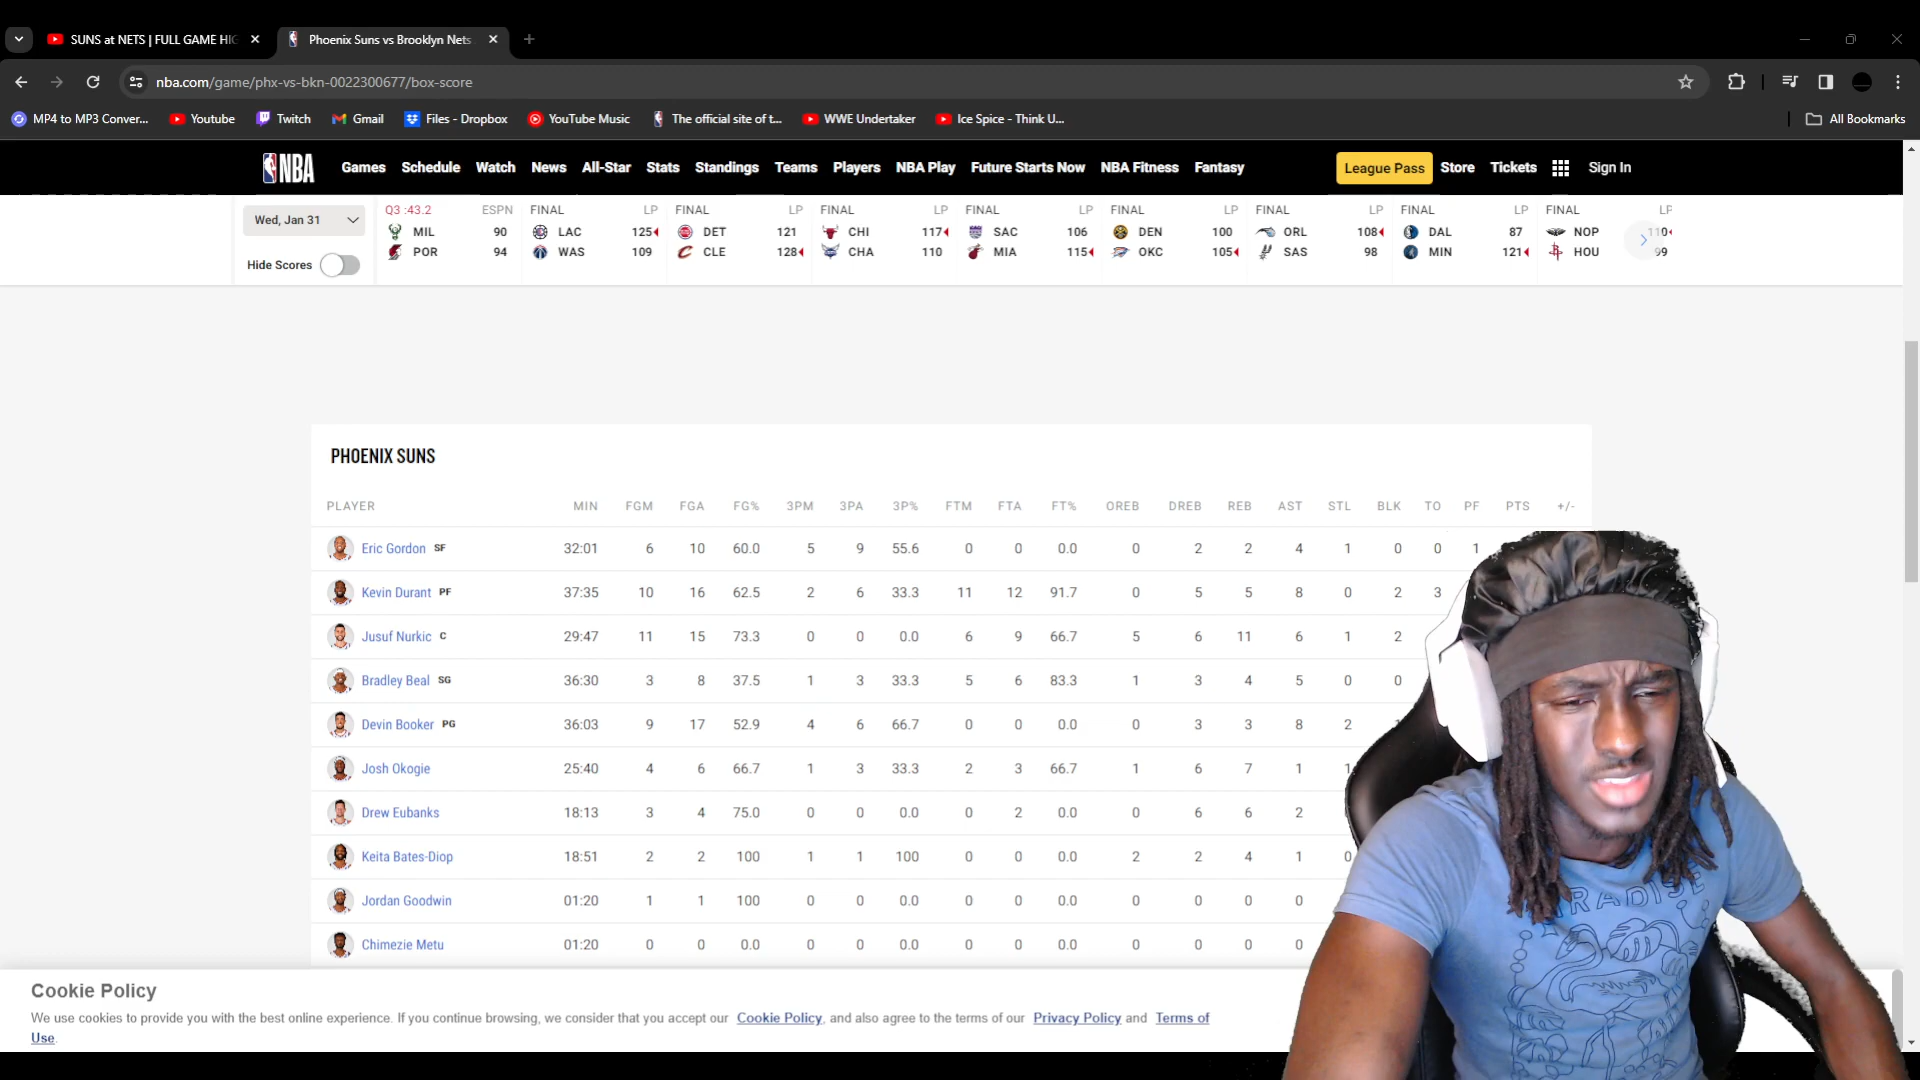 SUNS at NETS | FULL GAME HIG
Phoenix Suns vs Brooklyn Nets
nba.com/game/phx-vs-bkn-0022300677/box-score
MP4 to MP3 Conver... Youtube Twitch Gmail Files - Dropbox YouTube Music The official site of t... WWE Undertaker Ice Spice - Think U... All Bookmarks
NBA Games Schedule Watch News All-Star Stats Standings Teams Players NBA Play Future Starts Now NBA Fitness Fantasy League Pass Store Tickets Sign In
Wed, Jan 31
Hide Scores
Q3 :43.2 ESPN FINAL LP FINAL LP FINAL LP FINAL LP FINAL LP FINAL LP FINAL LP FINAL LP
MIL 90 LAC 125 DET 121 CHI 117 SAC 106 DEN 100 ORL 108 DAL 87 NOP 110
POR 94 WAS 109 CLE 128 CHA 110 MIA 115 OKC 105 SAS 98 MIN 121 HOU 99
PHOENIX SUNS
PLAYER MIN FGM FGA FG% 3PM 3PA 3P% FTM FTA FT% OREB DREB REB AST STL BLK TO PF PTS +/-
Eric Gordon SF 32:01 6 10 60.0 5 9 55.6 0 0 0.0 0 2 2 4 1 0 0 1
Kevin Durant PF 37:35 10 16 62.5 2 6 33.3 11 12 91.7 0 5 5 8 0 2 3
Jusuf Nurkic C 29:47 11 15 73.3 0 0 0.0 6 9 66.7 5 6 11 6 1 2
Bradley Beal SG 36:30 3 8 37.5 1 3 33.3 5 6 83.3 1 3 4 5 0 0
Devin Booker PG 36:03 9 17 52.9 4 6 66.7 0 0 0.0 0 3 3 8 2
Josh Okogie 25:40 4 6 66.7 1 3 33.3 2 3 66.7 1 6 7 1 1
Drew Eubanks 18:13 3 4 75.0 0 0 0.0 0 2 0.0 0 6 6 2
Keita Bates-Diop 18:51 2 2 100 1 1 100 0 0 0.0 2 2 4 1 0
Jordan Goodwin 01:20 1 1 100 0 0 0.0 0 0 0.0 0 0 0 0
Chimezie Metu 01:20 0 0 0.0 0 0 0.0 0 0 0.0 0 0 0 0
Cookie Policy
We use cookies to provide you with the best online experience. If you continue browsing, we consider that you accept our Cookie Policy, and also agree to the terms of our Privacy Policy and Terms of
Use.